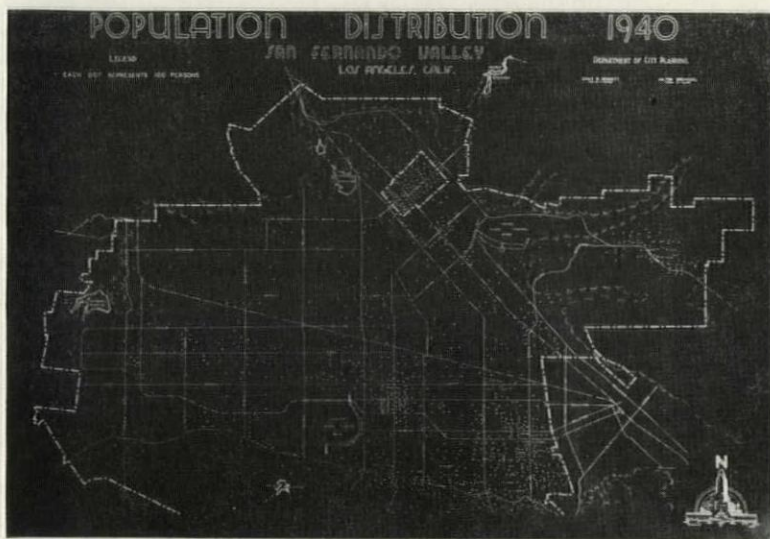 POPULATION DISTRIBUTION 1940
SAN FERNANDO VALLEY
LOS ANGELES, CALIF.
LEGEND
EACH DOT REPRESENTS 100 PERSONS
DEPARTMENT OF CITY PLANNING
N